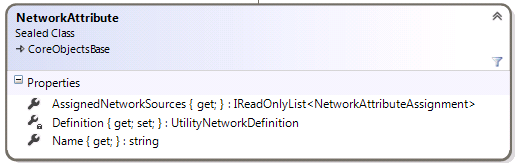 NetworkAttribute
Sealed Class
CoreObjectsBase
Properties
AssignedNetworkSources { get; } : IReadOnlyList<NetworkAttributeAssignment>
Definition { get; set; } : UtilityNetworkDefinition
Name { get; } : string